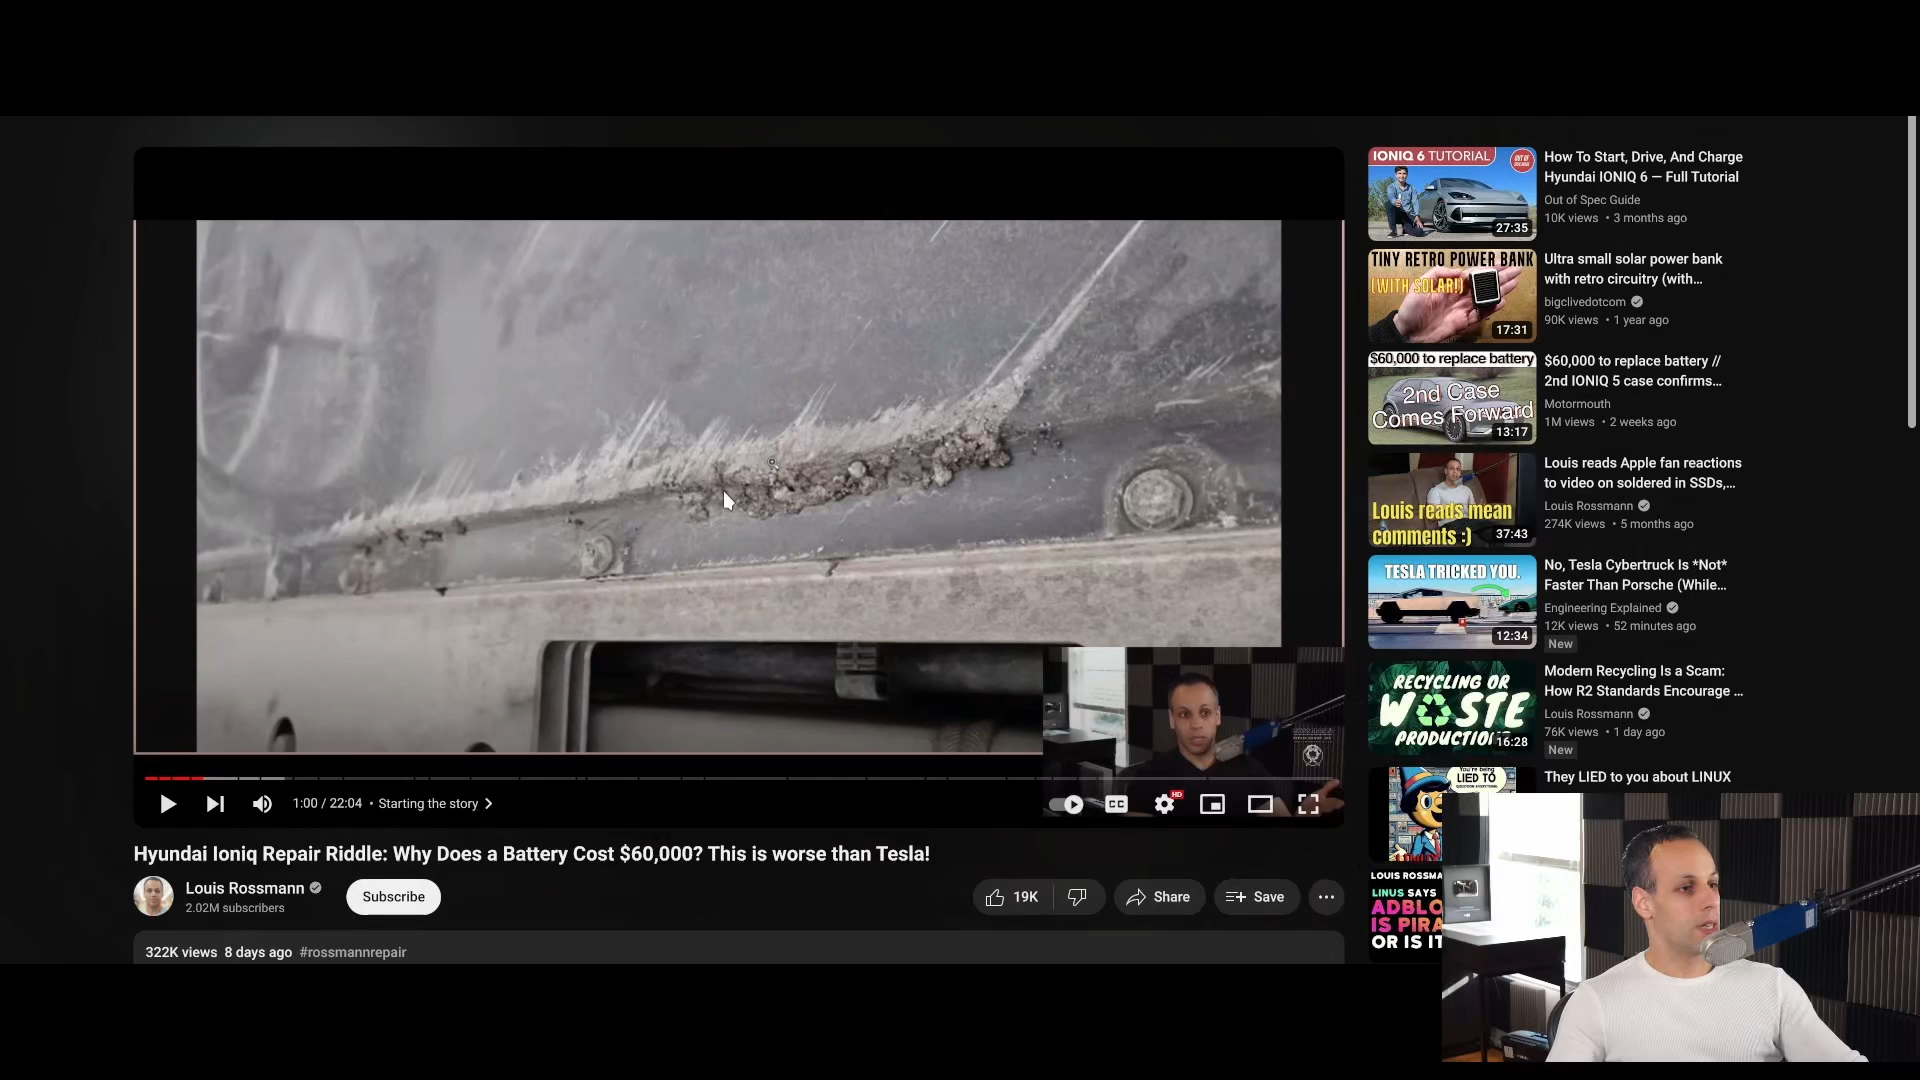 1:00 / 22:04 • Starting the story
CC
HD
Hyundai Ioniq Repair Riddle: Why Does a Battery Cost $60,000? This is worse than Tesla!
Louis Rossmann
2.02M subscribers
Subscribe
19K
Share
Save
322K views 8 days ago #rossmannrepair
IONIQ 6 TUTORIAL
27:35
How To Start, Drive, And Charge
Hyundai IONIQ 6 — Full Tutorial
Out of Spec Guide
10K views • 3 months ago
TINY RETRO POWER BANK
(WITH SOLAR!)
17:31
Ultra small solar power bank
with retro circuitry (with...
bigclivedotcom
90K views • 1 year ago
$60,000 to replace battery
2nd Case
Comes Forward
13:17
$60,000 to replace battery //
2nd IONIQ 5 case confirms...
Motormouth
1M views • 2 weeks ago
Louis reads mean
comments :)
37:43
Louis reads Apple fan reactions
to video on soldered in SSDs,...
Louis Rossmann
274K views • 5 months ago
TESLA TRICKED YOU.
12:34
No, Tesla Cybertruck Is *Not*
Faster Than Porsche (While...
Engineering Explained
12K views • 52 minutes ago
New
RECYCLING OR
WASTE
PRODUCTION
16:28
Modern Recycling Is a Scam:
How R2 Standards Encourage ...
Louis Rossmann
76K views • 1 day ago
New
You're being
LIED TO
They LIED to you about LINUX
LOUIS ROSSMA
LINUS SAYS
ADBLO
IS PIRA
OR IS IT